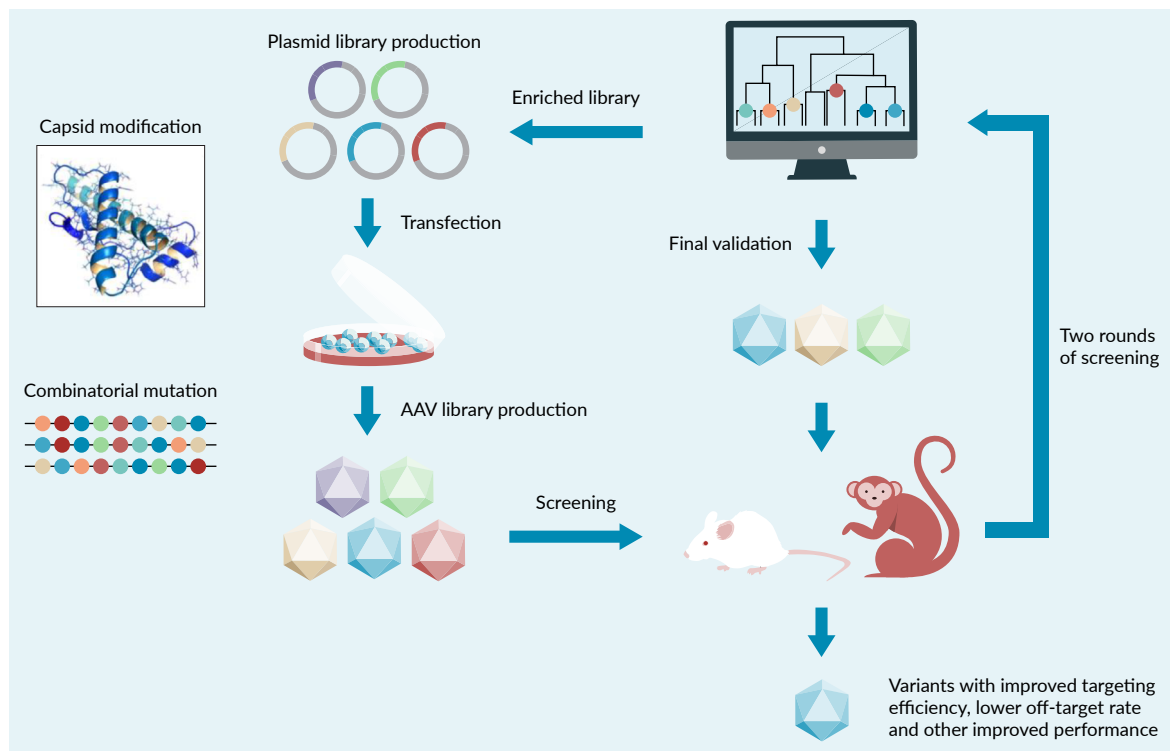 Plasmid library production
Enriched library
Capsid modification
Transfection
Final validation
Two rounds
of screening
Combinatorial mutation
AAV library production
Screening
Variants with improved targeting
efficiency, lower off-target rate
and other improved performance